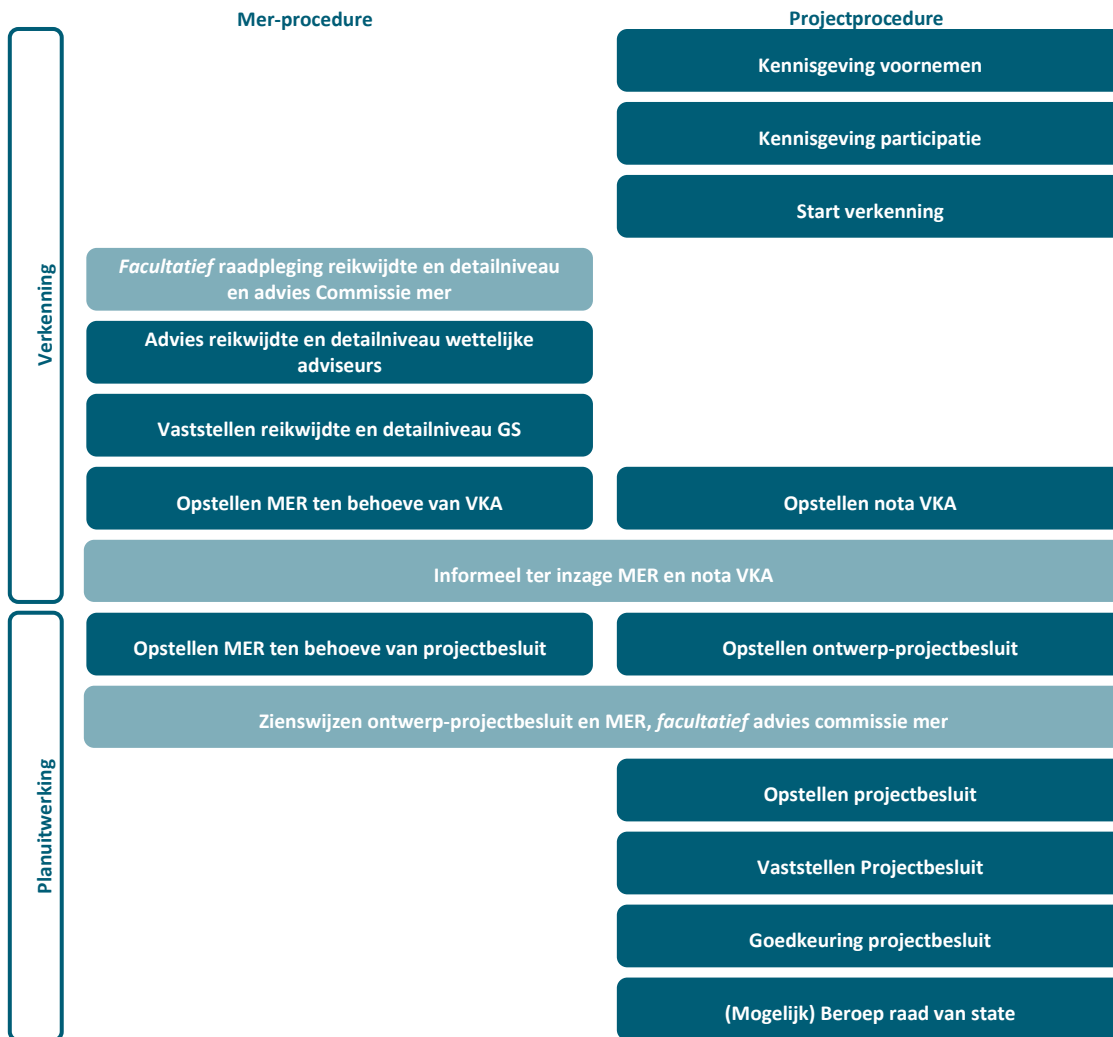 Mer-procedure
Projectprocedure
Verkenning
Kennisgeving voornemen
Kennisgeving participatie
Start verkenning
Facultatief raadpleging reikwijdte en detailniveau
en advies Commissie mer
Advies reikwijdte en detailniveau wettelijke
adviseurs
Vaststellen reikwijdte en detailniveau GS
Opstellen MER ten behoeve van VKA
Opstellen nota VKA
Informeel ter inzage MER en nota VKA
Planuitwerking
Opstellen MER ten behoeve van projectbesluit
Opstellen ontwerp-projectbesluit
Zienswijzen ontwerp-projectbesluit en MER, facultatief advies commissie mer
Opstellen projectbesluit
Vaststellen Projectbesluit
Goedkeuring projectbesluit
(Mogelijk) Beroep raad van state